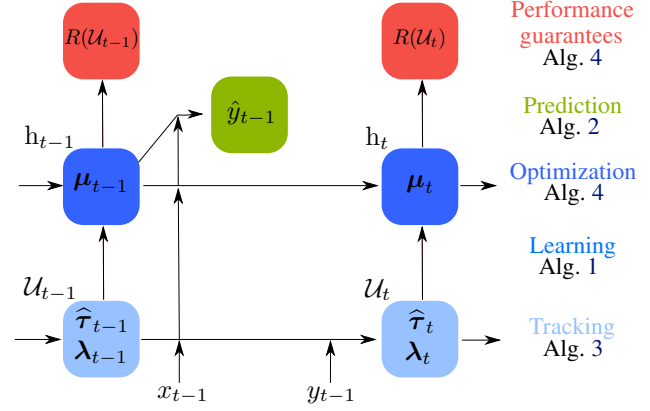 R(𝒰ₜ₋₁)
R(𝒰ₜ)
Performance
guarantees
Alg. 4
ŷₜ₋₁
Prediction
Alg. 2
hₜ₋₁
hₜ
μₜ₋₁
μₜ
Optimization
Alg. 4
Learning
Alg. 1
𝒰ₜ₋₁
𝒰ₜ
τ̂ₜ₋₁
λₜ₋₁
τ̂ₜ
λₜ
Tracking
Alg. 3
xₜ₋₁
yₜ₋₁